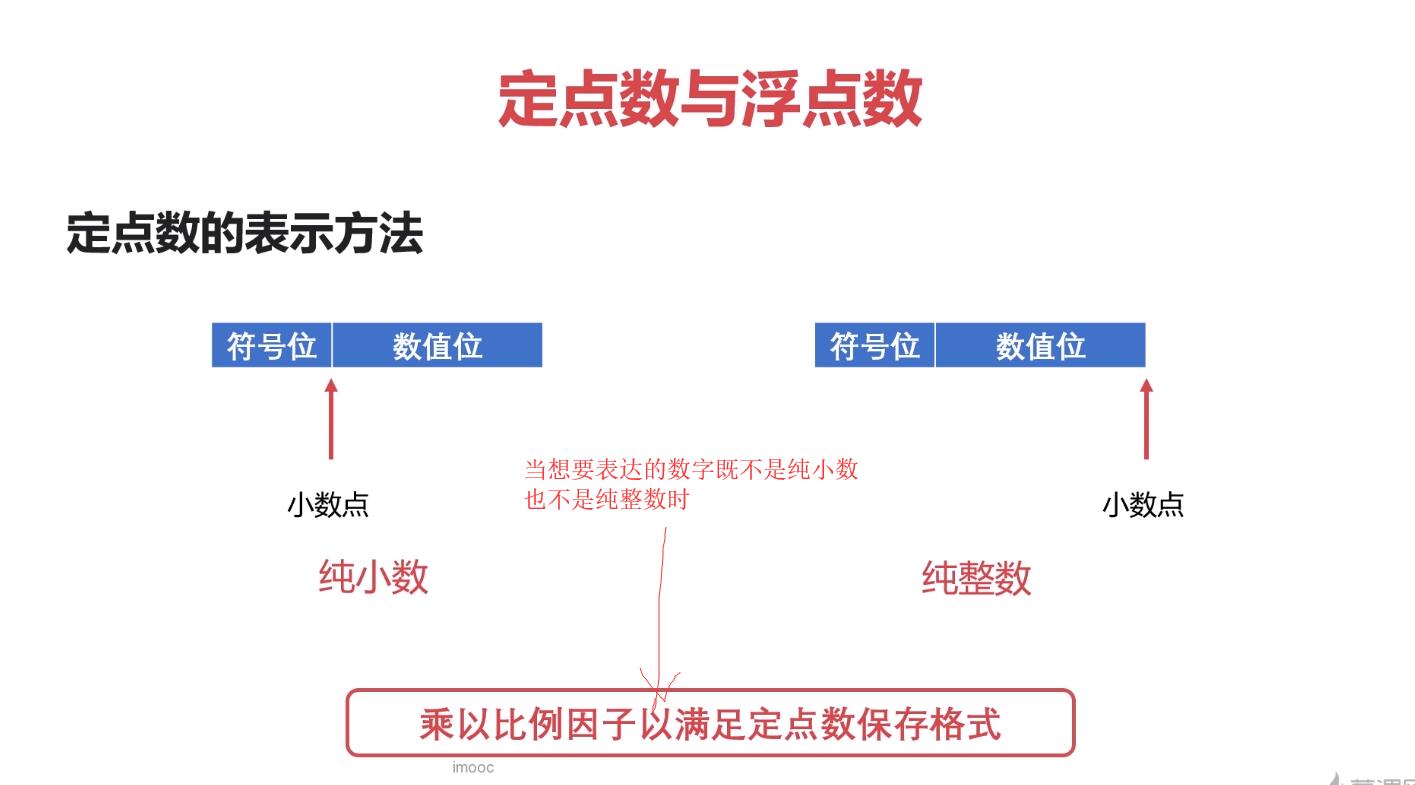 定点数与浮点数
定点数的表示方法
符号位 数值位
符号位 数值位
小数点
小数点
当想要表达的数字既不是纯小数
也不是纯整数时
纯小数
纯整数
乘以比例因子以满足定点数保存格式
imooc